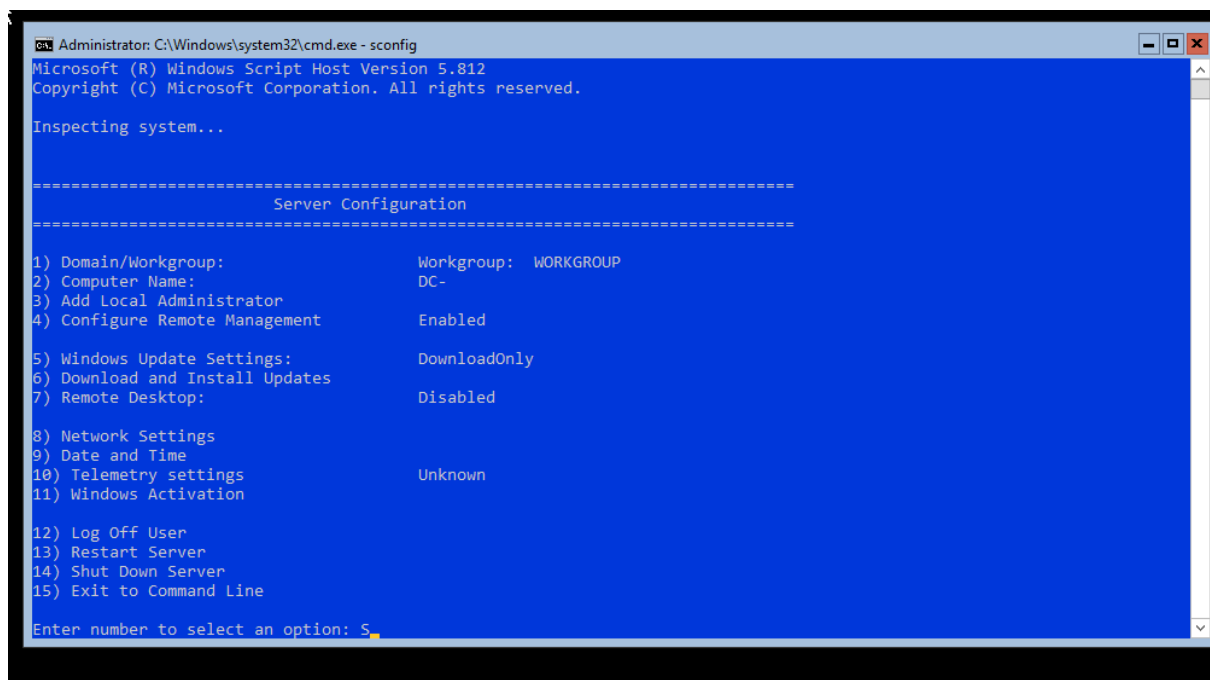 Administrator: C:\Windows\system32\cmd.exe - sconfig
Microsoft (R) Windows Script Host Version 5.812
Copyright (C) Microsoft Corporation. All rights reserved.
Inspecting system...
===============================================================================
Server Configuration
===============================================================================
1) Domain/Workgroup: Workgroup: WORKGROUP
2) Computer Name: DC-
3) Add Local Administrator
4) Configure Remote Management Enabled
5) Windows Update Settings: DownloadOnly
6) Download and Install Updates
7) Remote Desktop: Disabled
8) Network Settings
9) Date and Time
10) Telemetry settings Unknown
11) Windows Activation
12) Log Off User
13) Restart Server
14) Shut Down Server
15) Exit to Command Line
Enter number to select an option: S_